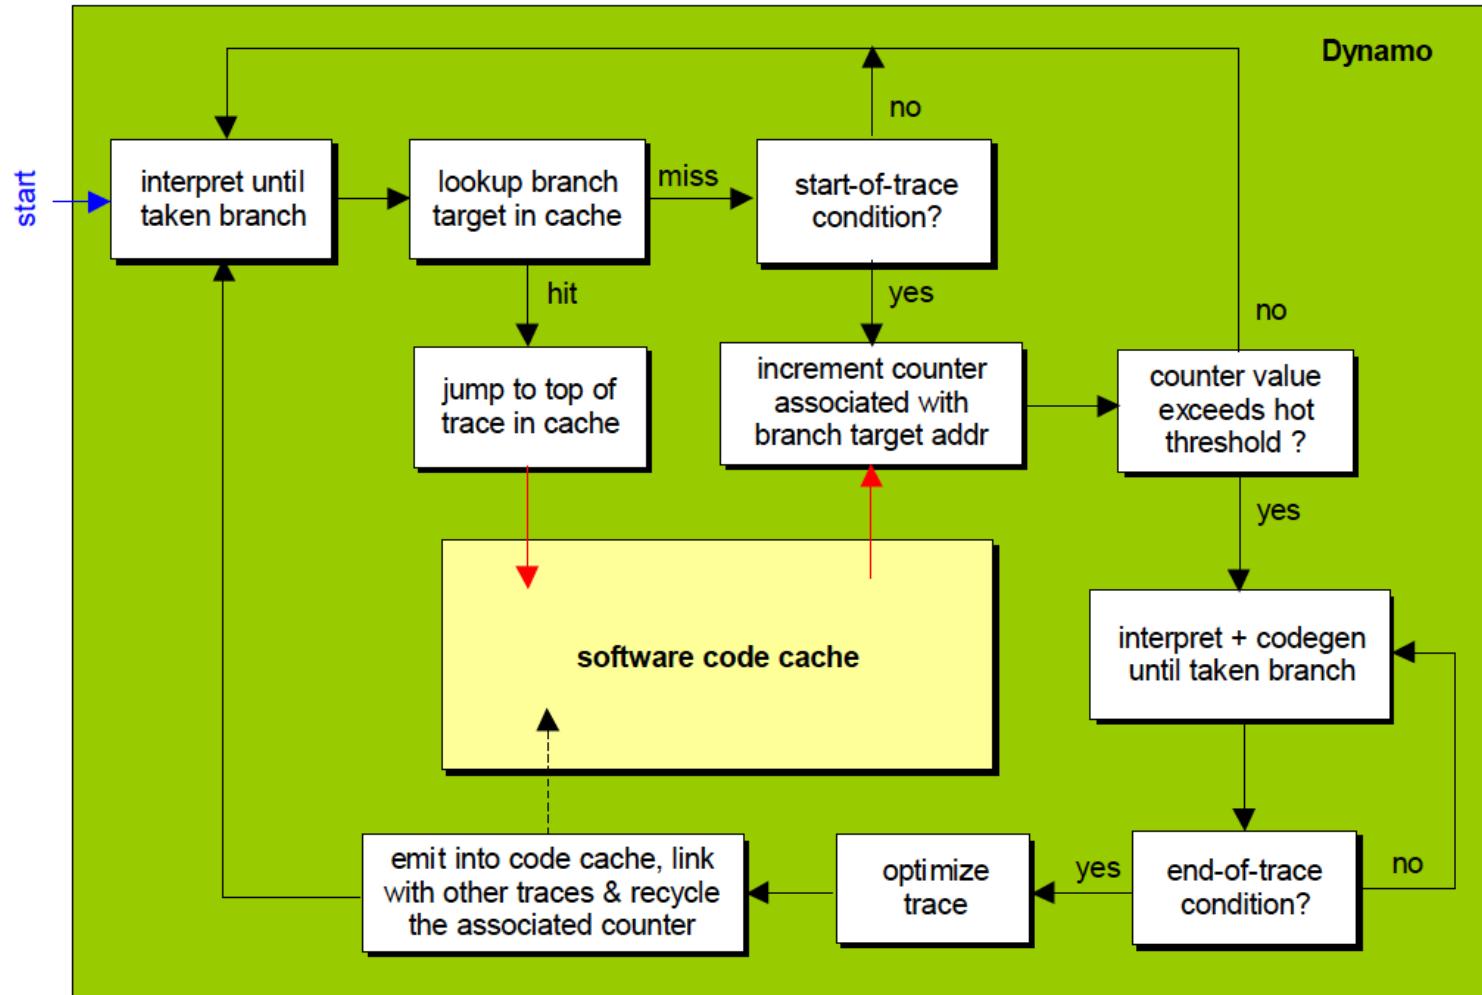 Dynamo
no
start
interpret until
taken branch
lookup branch
target in cache
miss
start-of-trace
condition?
hit
yes
no
jump to top of
trace in cache
increment counter
associated with
branch target addr
counter value
exceeds hot
threshold ?
yes
software code cache
interpret + codegen
until taken branch
emit into code cache, link
with other traces & recycle
the associated counter
optimize
trace
yes
end-of-trace
condition?
no